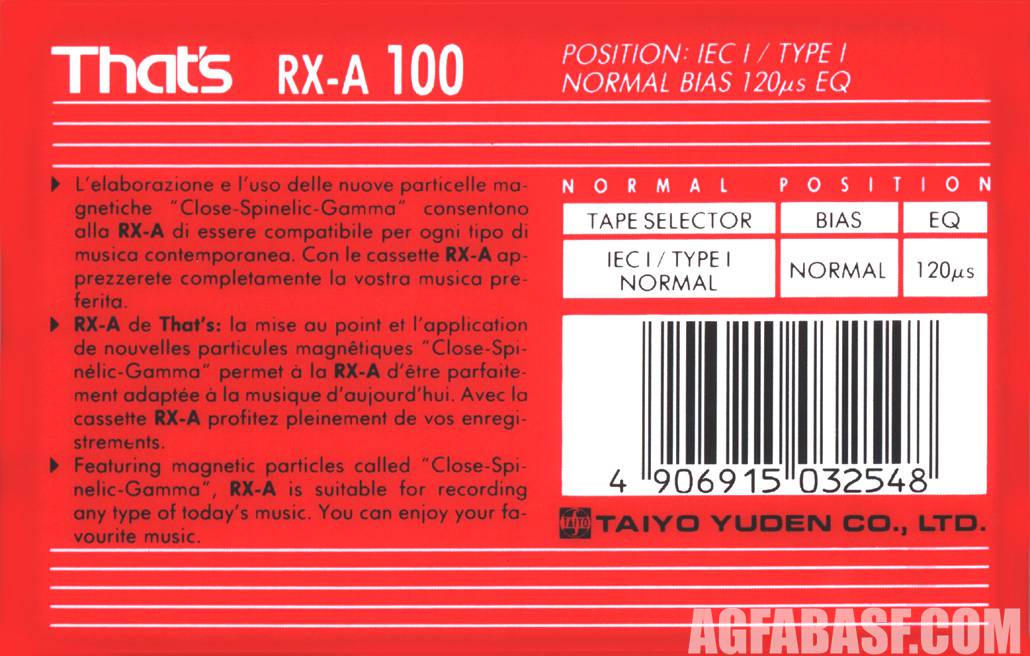 That's RX-A 100
POSITION: IEC I / TYPE I
NORMAL BIAS 120µs EQ
L'elaborazione e l'uso delle nuove particelle ma-
gnetiche "Close-Spinelic-Gamma" consentono
alla RX-A di essere compatibile per ogni tipo di
musica contemporanea. Con le cassette RX-A ap-
prezzerete completamente la vostra musica pre-
ferita.
RX-A de That's: la mise au point et l'application
de nouvelles particules magnêtiques "Close-Spi-
nélic-Gamma" permet à la RX-A d'être parfaite-
ment adaptée à la musique d'aujourd'hui. Avec la
cassette RX-A profitez pleinement de vos enregi-
strements.
Featuring magnetic particles called "Close-Spi-
nelic-Gamma", RX-A is suitable for recording
any type of today's music. You can enjoy your fa-
vourite music.
NORMAL POSITION
TAPE SELECTOR BIAS EQ
IEC I / TYPE I
NORMAL NORMAL 120µs
4 906915 032548
TAIYO TAIYO YUDEN CO., LTD.
AGFABASF.COM